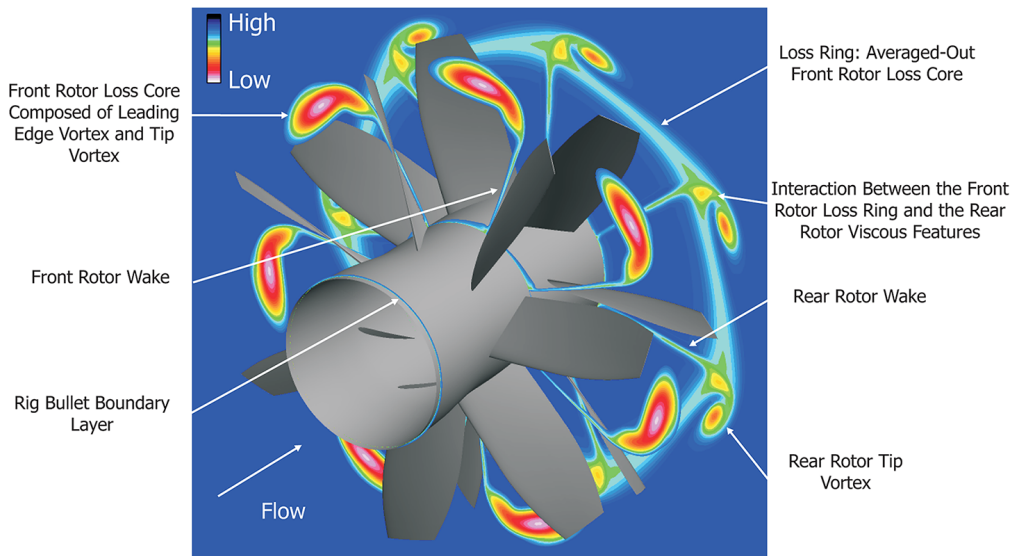 High
Low
Front Rotor Loss Core
Composed of Leading
Edge Vortex and Tip
Vortex
Front Rotor Wake
Rig Bullet Boundary
Layer
Flow
Loss Ring: Averaged-Out
Front Rotor Loss Core
Interaction Between the Front
Rotor Loss Ring and the Rear
Rotor Viscous Features
Rear Rotor Wake
Rear Rotor Tip
Vortex